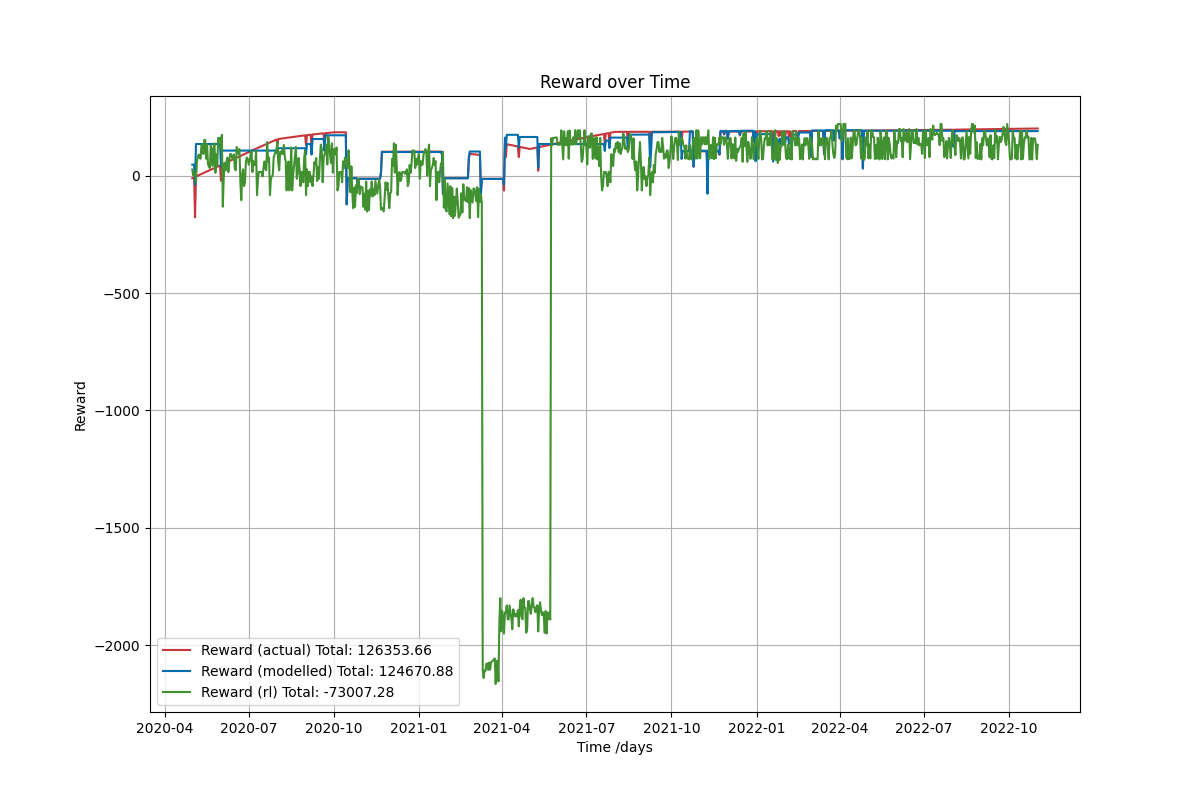 Reward over Time
Reward
0
−500
−1000
−1500
−2000
Reward (actual) Total: 126353.66
Reward (modelled) Total: 124670.88
Reward (rl) Total: -73007.28
2020-04 2020-07 2020-10 2021-01 2021-04 2021-07 2021-10 2022-01 2022-04 2022-07 2022-10
Time /days